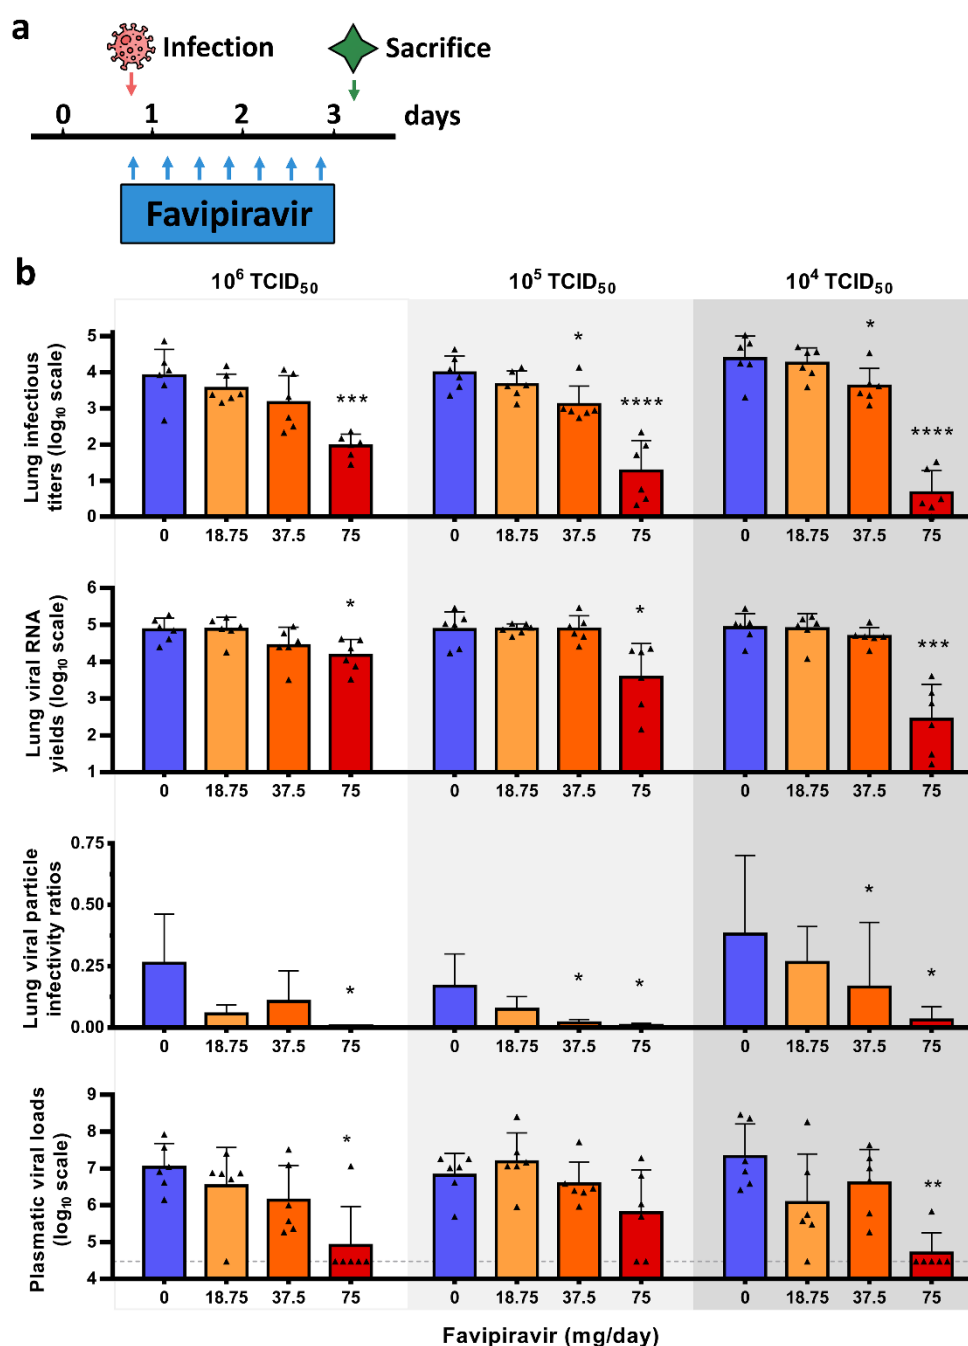 a
Infection Sacrifice
0 1 2 3 days
Favipiravir
b
10⁶ TCID₅₀ 10⁵ TCID₅₀ 10⁴ TCID₅₀
Lung infectious
titers (log₁₀ scale)
5
4
3
2
1
0
*** * **** * ****
0 18.75 37.5 75 0 18.75 37.5 75 0 18.75 37.5 75
Lung viral RNA
yields (log₁₀ scale)
6
5
4
3
2
1
* * ***
0 18.75 37.5 75 0 18.75 37.5 75 0 18.75 37.5 75
Lung viral particle
infectivity ratios
0.75
0.50
0.25
0.00
* * * * *
0 18.75 37.5 75 0 18.75 37.5 75 0 18.75 37.5 75
Plasmatic viral loads
(log₁₀ scale)
9
8
7
6
5
4
* **
0 18.75 37.5 75 0 18.75 37.5 75 0 18.75 37.5 75
Favipiravir (mg/day)